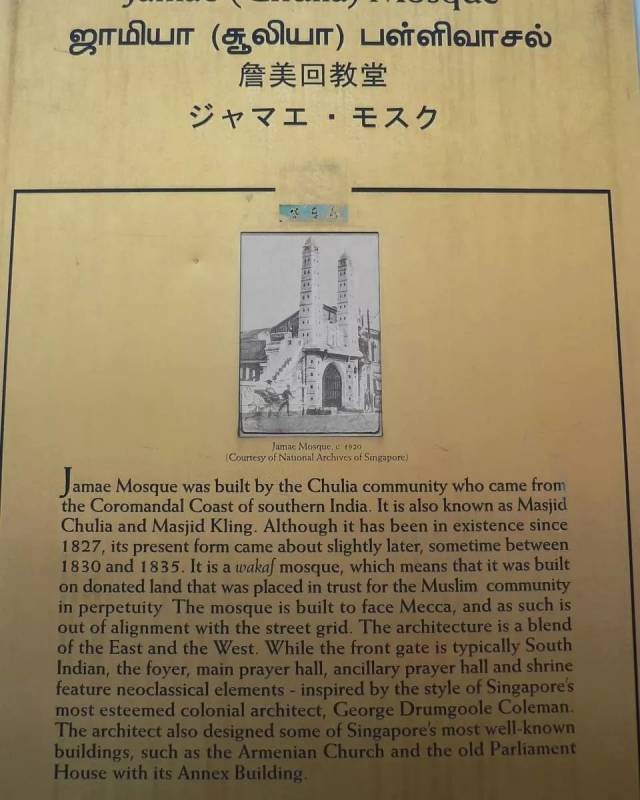 Jamae (Chulia) Mosque
ஜாமியா (சூலியா) பள்ளிவாசல்
詹美回教堂
ジャマエ・モスク
Jamae Mosque, c 1920
(Courtesy of National Archives of Singapore)
Jamae Mosque was built by the Chulia community who came from
the Coromandal Coast of southern India. It is also known as Masjid
Chulia and Masjid Kling. Although it has been in existence since
1827, its present form came about slightly later, sometime between
1830 and 1835. It is a wakaf mosque, which means that it was built
on donated land that was placed in trust for the Muslim community
in perpetuity The mosque is built to face Mecca, and as such is
out of alignment with the street grid. The architecture is a blend
of the East and the West. While the front gate is typically South
Indian, the foyer, main prayer hall, ancillary prayer hall and shrine
feature neoclassical elements - inspired by the style of Singapore's
most esteemed colonial architect, George Drumgoole Coleman.
The architect also designed some of Singapore's most well-known
buildings, such as the Armenian Church and the old Parliament
House with its Annex Building.